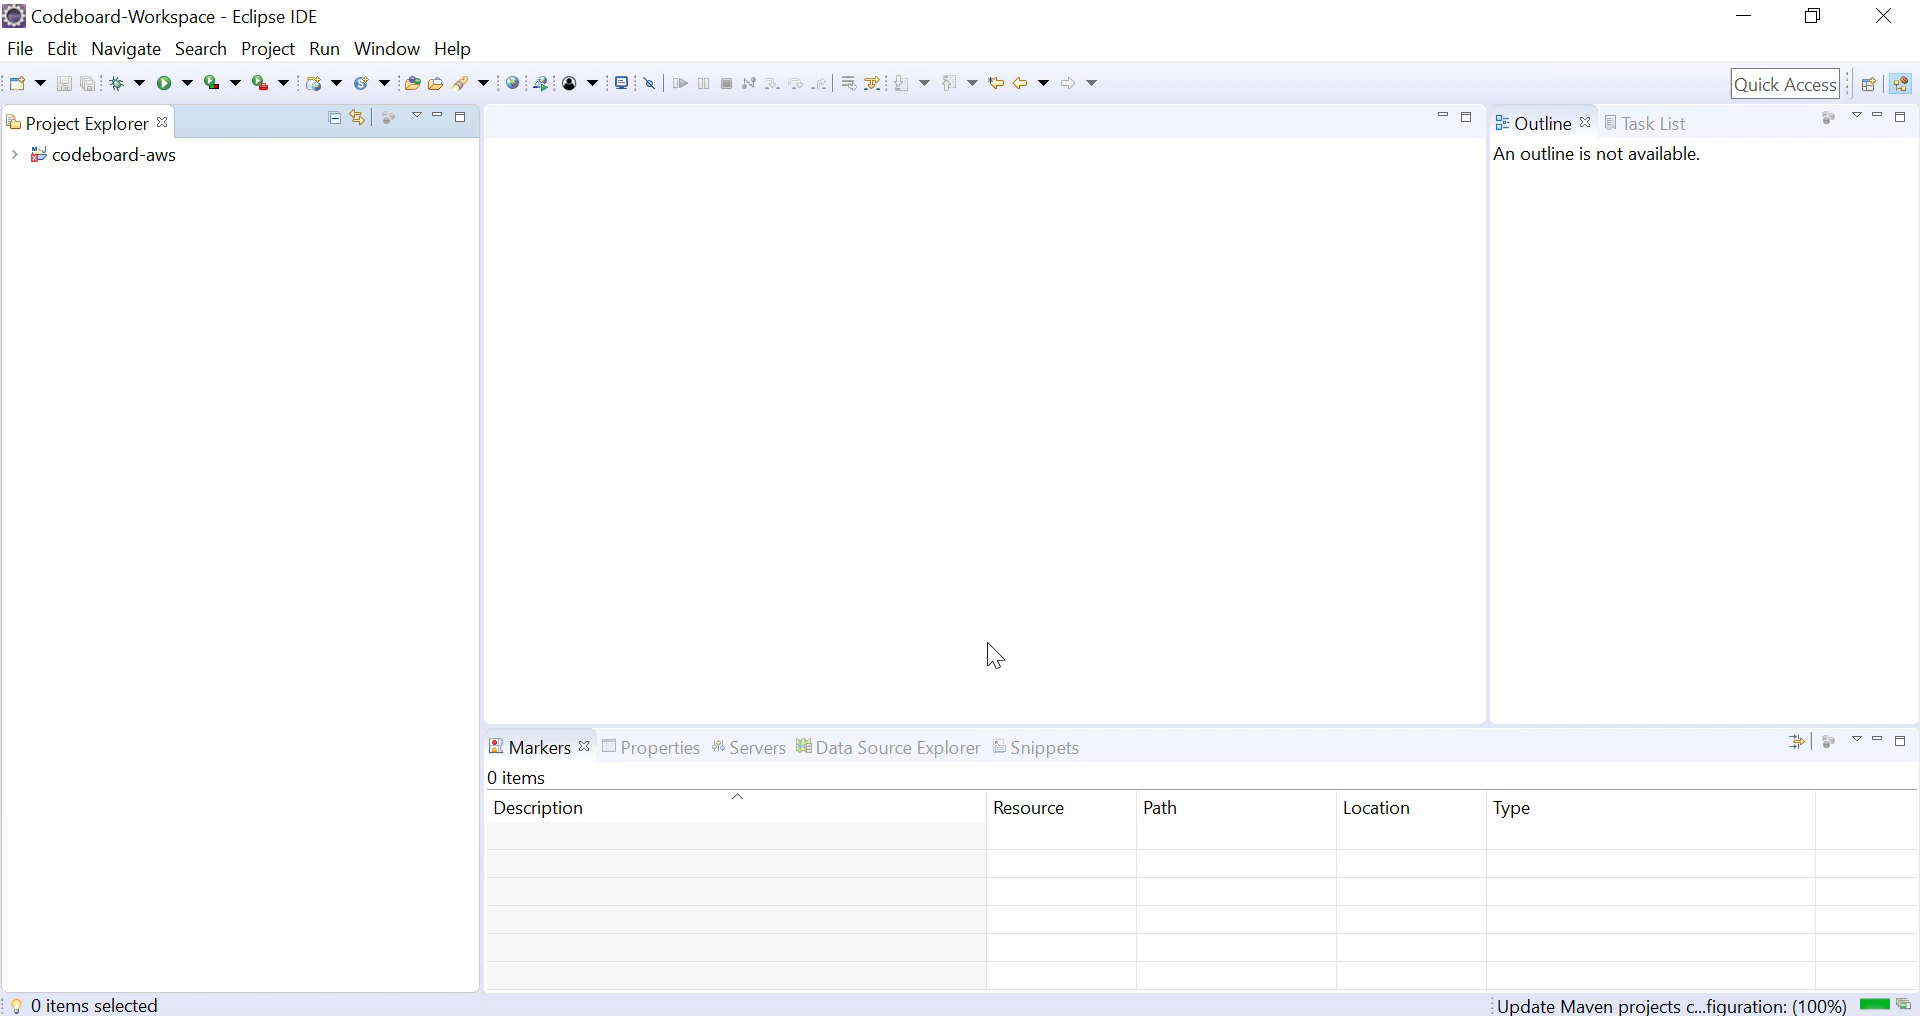 Codeboard-Workspace - Eclipse IDE
File Edit Navigate Search Project Run Window Help
Quick Access
Project Explorer
codeboard-aws
Outline Task List
An outline is not available.
Markers Properties Servers Data Source Explorer Snippets
0 items
Description Resource Path Location Type
0 items selected
Update Maven projects c...figuration: (100%)